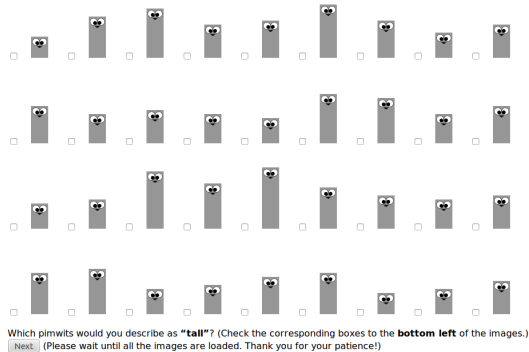 Which pimwits would you describe as “tall”? (Check the corresponding boxes to the bottom left of the images.)
Next (Please wait until all the images are loaded. Thank you for your patience!)